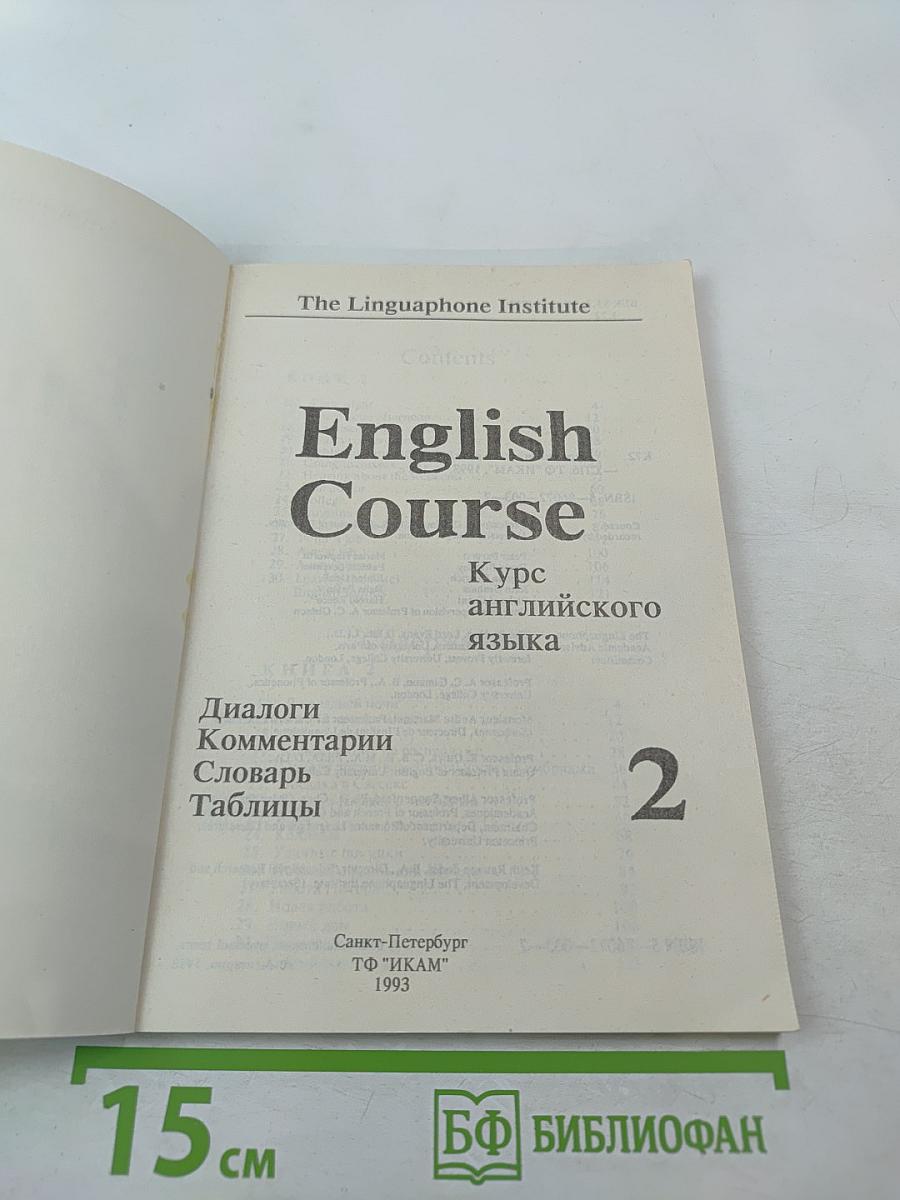 The Linguaphone Institute
English
Course
Курс
английского
языка
Диалоги
Комментарии
Словарь
Таблицы
2
Санкт-Петербург
ТФ "ИКАМ"
1993
15 см
БФ БИБЛИОФАН